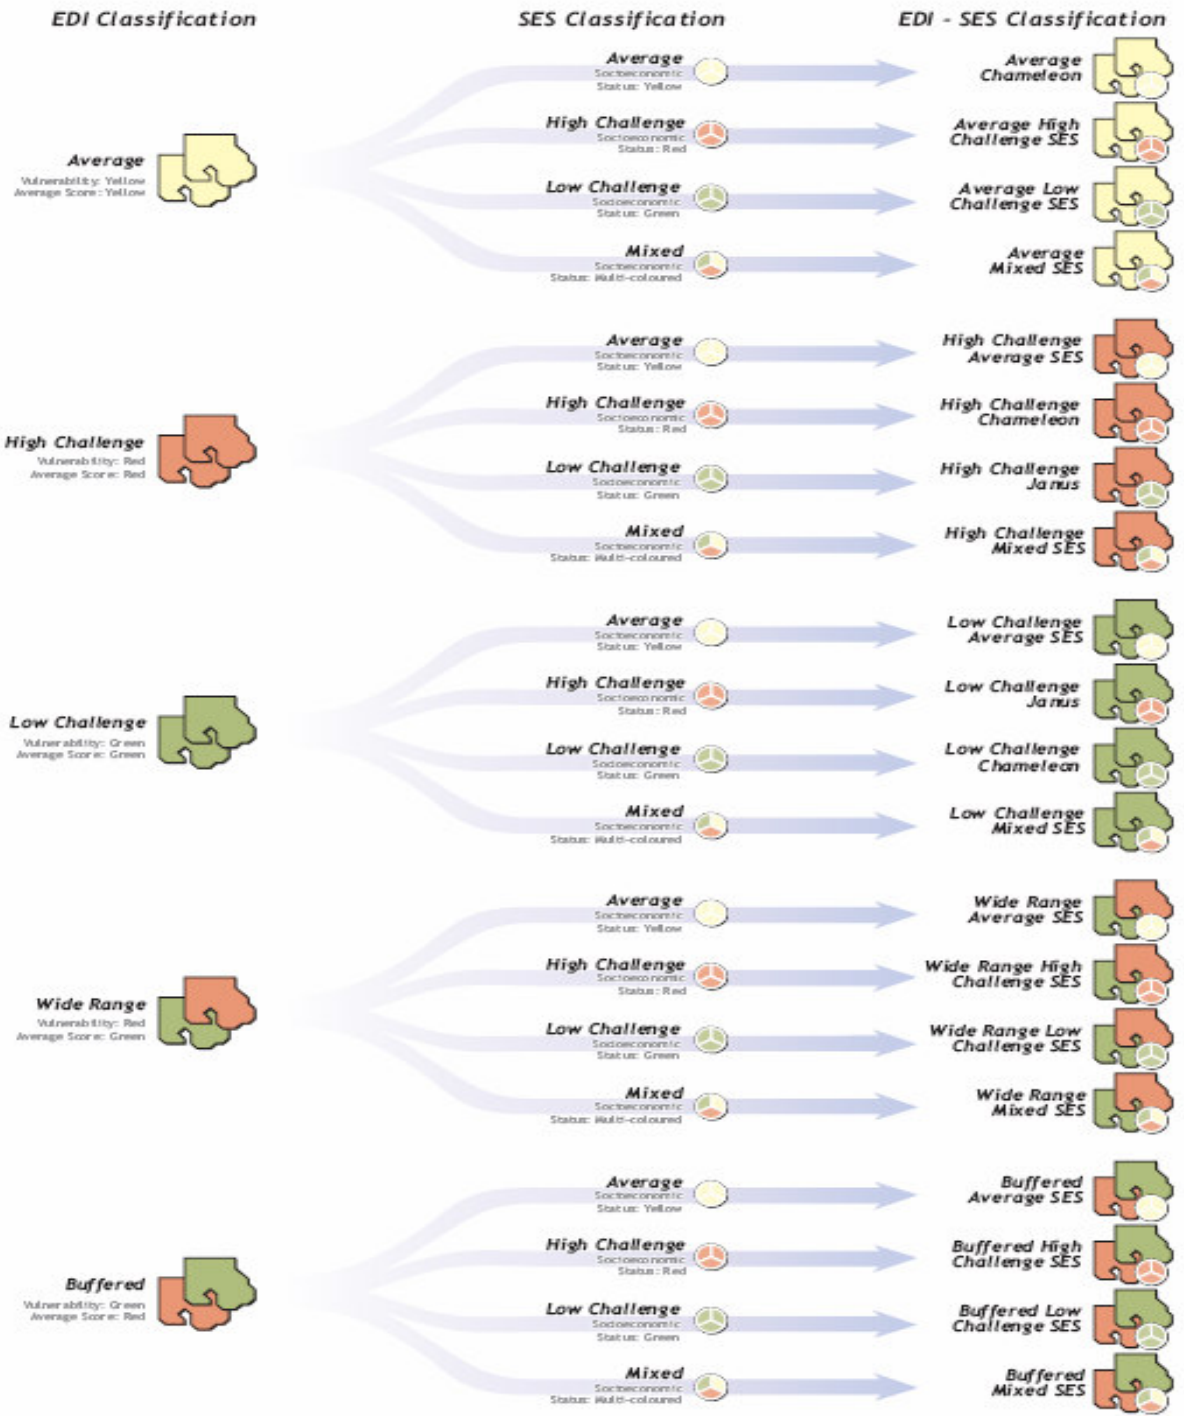 EDI Classification
SES Classification
EDI - SES Classification
Average
Vulnerability: Yellow
Average Score: Yellow
Average
Socioeconomic
Status: Yellow
Average
Chameleon
High Challenge
Socioeconomic
Status: Red
Average High
Challenge SES
Low Challenge
Socioeconomic
Status: Green
Average Low
Challenge SES
Mixed
Socioeconomic
Status: Multi-coloured
Average
Mixed SES
High Challenge
Vulnerability: Red
Average Score: Red
Average
Socioeconomic
Status: Yellow
High Challenge
Average SES
High Challenge
Socioeconomic
Status: Red
High Challenge
Chameleon
Low Challenge
Socioeconomic
Status: Green
High Challenge
Janus
Mixed
Socioeconomic
Status: Multi-coloured
High Challenge
Mixed SES
Low Challenge
Vulnerability: Green
Average Score: Green
Average
Socioeconomic
Status: Yellow
Low Challenge
Average SES
High Challenge
Socioeconomic
Status: Red
Low Challenge
Janus
Low Challenge
Socioeconomic
Status: Green
Low Challenge
Chameleon
Mixed
Socioeconomic
Status: Multi-coloured
Low Challenge
Mixed SES
Wide Range
Vulnerability: Red
Average Score: Green
Average
Socioeconomic
Status: Yellow
Wide Range
Average SES
High Challenge
Socioeconomic
Status: Red
Wide Range High
Challenge SES
Low Challenge
Socioeconomic
Status: Green
Wide Range Low
Challenge SES
Mixed
Socioeconomic
Status: Multi-coloured
Wide Range
Mixed SES
Buffered
Vulnerability: Green
Average Score: Red
Average
Socioeconomic
Status: Yellow
Buffered
Average SES
High Challenge
Socioeconomic
Status: Red
Buffered High
Challenge SES
Low Challenge
Socioeconomic
Status: Green
Buffered Low
Challenge SES
Mixed
Socioeconomic
Status: Multi-coloured
Buffered
Mixed SES